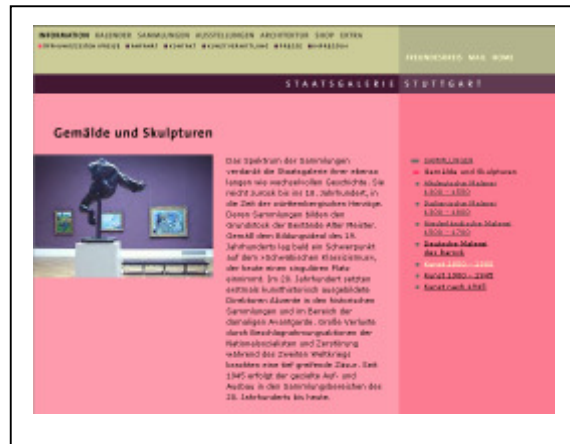 INFORMATION KALENDER SAMMLUNGEN AUSSTELLUNGEN ARCHITEKTUR SHOP EXTRA
ÖFFNUNGSZEITEN/PREISE ANFAHRT KONTAKT KUNSTVERMITTLUNG PRESSE IMPRESSUM
FREUNDESKREIS MAIL HOME
STAATSGALERIE STUTTGART
Gemälde und Skulpturen
Das Spektrum der Sammlungen
verdankt die Staatsgalerie ihrer ebenso
langen wie wechselvollen Geschichte. Sie
reicht zurück bis ins 18. Jahrhundert, in
die Zeit der württembergischen Herzöge.
Deren Sammlungen bilden den
Grundstock der Bestände Alter Meister.
Gemäß dem Bildungsideal des 19.
Jahrhunderts lag bald ein Schwerpunkt
auf dem »Schwäbischen Klassizismus«,
der heute einen singulären Platz
einnimmt. Im 20. Jahrhundert setzten
erstmals kunsthistorisch ausgebildete
Direktoren Akzente in den historischen
Sammlungen und im Bereich der
damaligen Avantgarde. Große Verluste
durch Beschlagnahmungsaktionen der
Nationalsozialisten und Zerstörung
während des Zweiten Weltkriegs
brachten eine tief greifende Zäsur. Seit
1945 erfolgt der gezielte Auf- und
Ausbau in den Sammlungsbereichen des
20. Jahrhunderts bis heute.
SAMMLUNGEN
Gemälde und Skulpturen
Altdeutsche Malerei
1300 – 1550
Italienische Malerei
1300 – 1800
Niederländische Malerei
1500 – 1700
Deutsche Malerei
des Barock
Kunst 1800 – 1900
Kunst 1900 – 1945
Kunst nach 1945